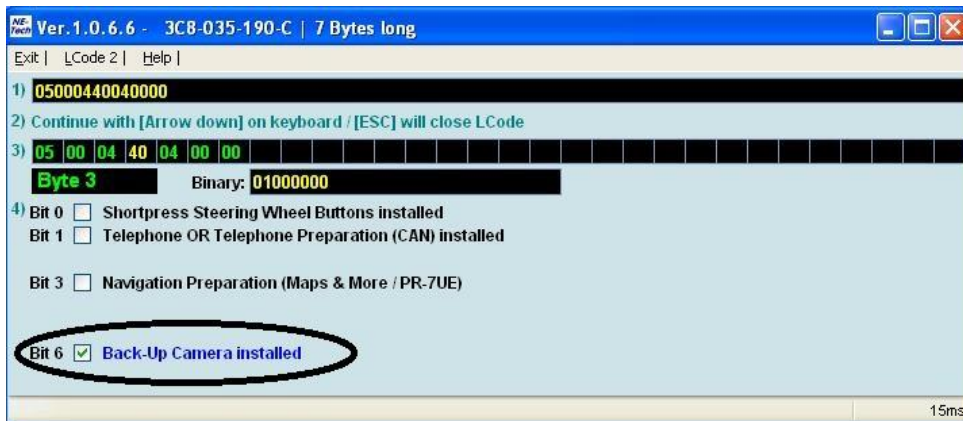 NE-Tech Ver.1.0.6.6 - 3C8-035-190-C | 7 Bytes long
Exit | LCode 2 | Help |
1) 05000440040000
2) Continue with [Arrow down] on keyboard / [ESC] will close LCode
3) 05 00 04 40 04 00 00
Byte 3 Binary: 01000000
4) Bit 0 Shortpress Steering Wheel Buttons installed
Bit 1 Telephone OR Telephone Preparation (CAN) installed
Bit 3 Navigation Preparation (Maps & More / PR-7UE)
Bit 6 Back-Up Camera installed
15ms